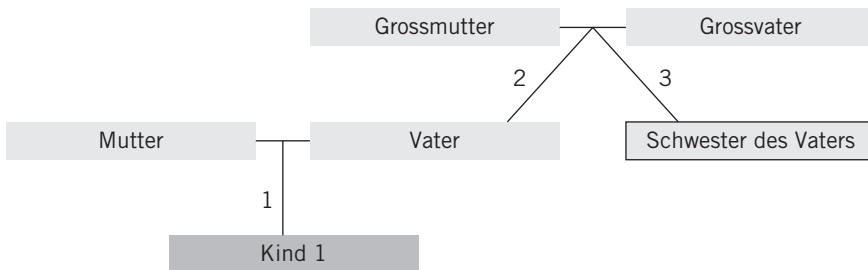 Grossmutter
Grossvater
2
3
Mutter
Vater
Schwester des Vaters
1
Kind 1